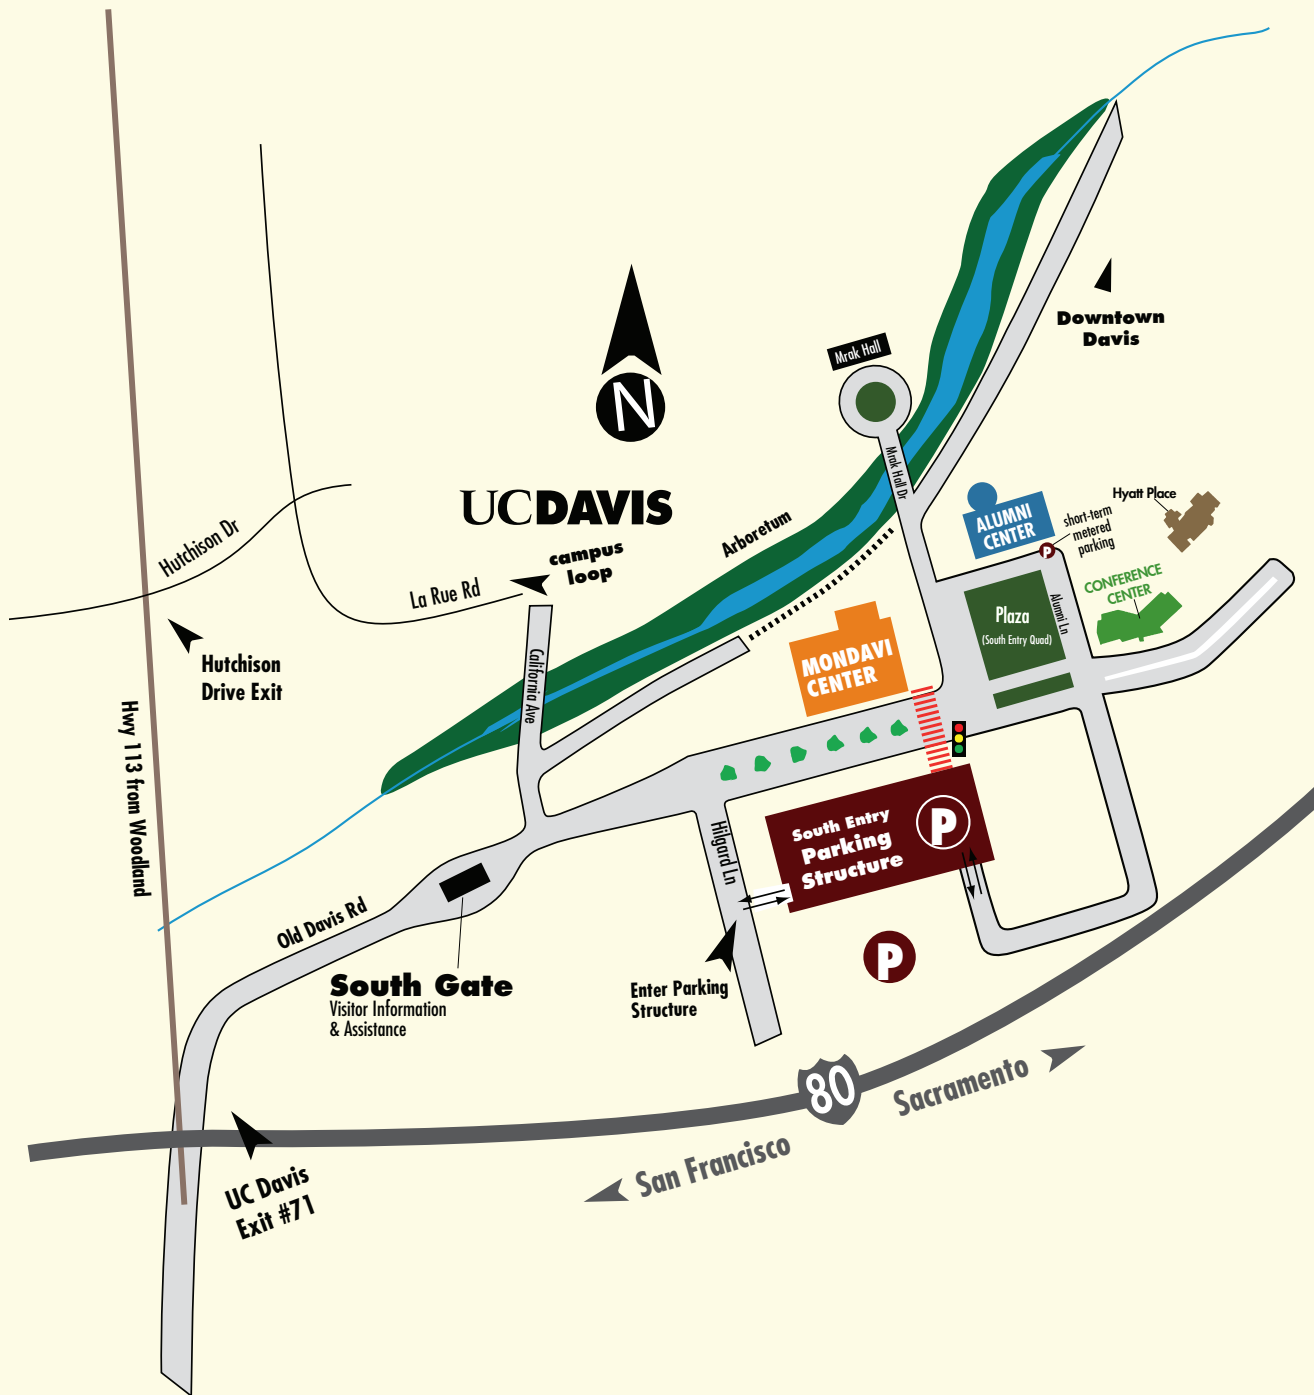 Mrak Hall
Downtown
Davis
N
Mrak Hall Dr
UCDAVIS
Hyatt Place
ALUMNI
CENTER
short-term
metered
parking
P
Arboretum
Hutchison Dr
campus
loop
La Rue Rd
CONFERENCE
CENTER
Plaza
(South Entry Quad)
Alumni Ln
MONDAVI
CENTER
California Ave
Hutchison
Drive Exit
Hwy 113 from Woodland
South Entry
Parking
Structure
P
Hilgard Ln
Old Davis Rd
P
South Gate
Visitor Information
& Assistance
Enter Parking
Structure
80
Sacramento
San Francisco
UC Davis
Exit #71